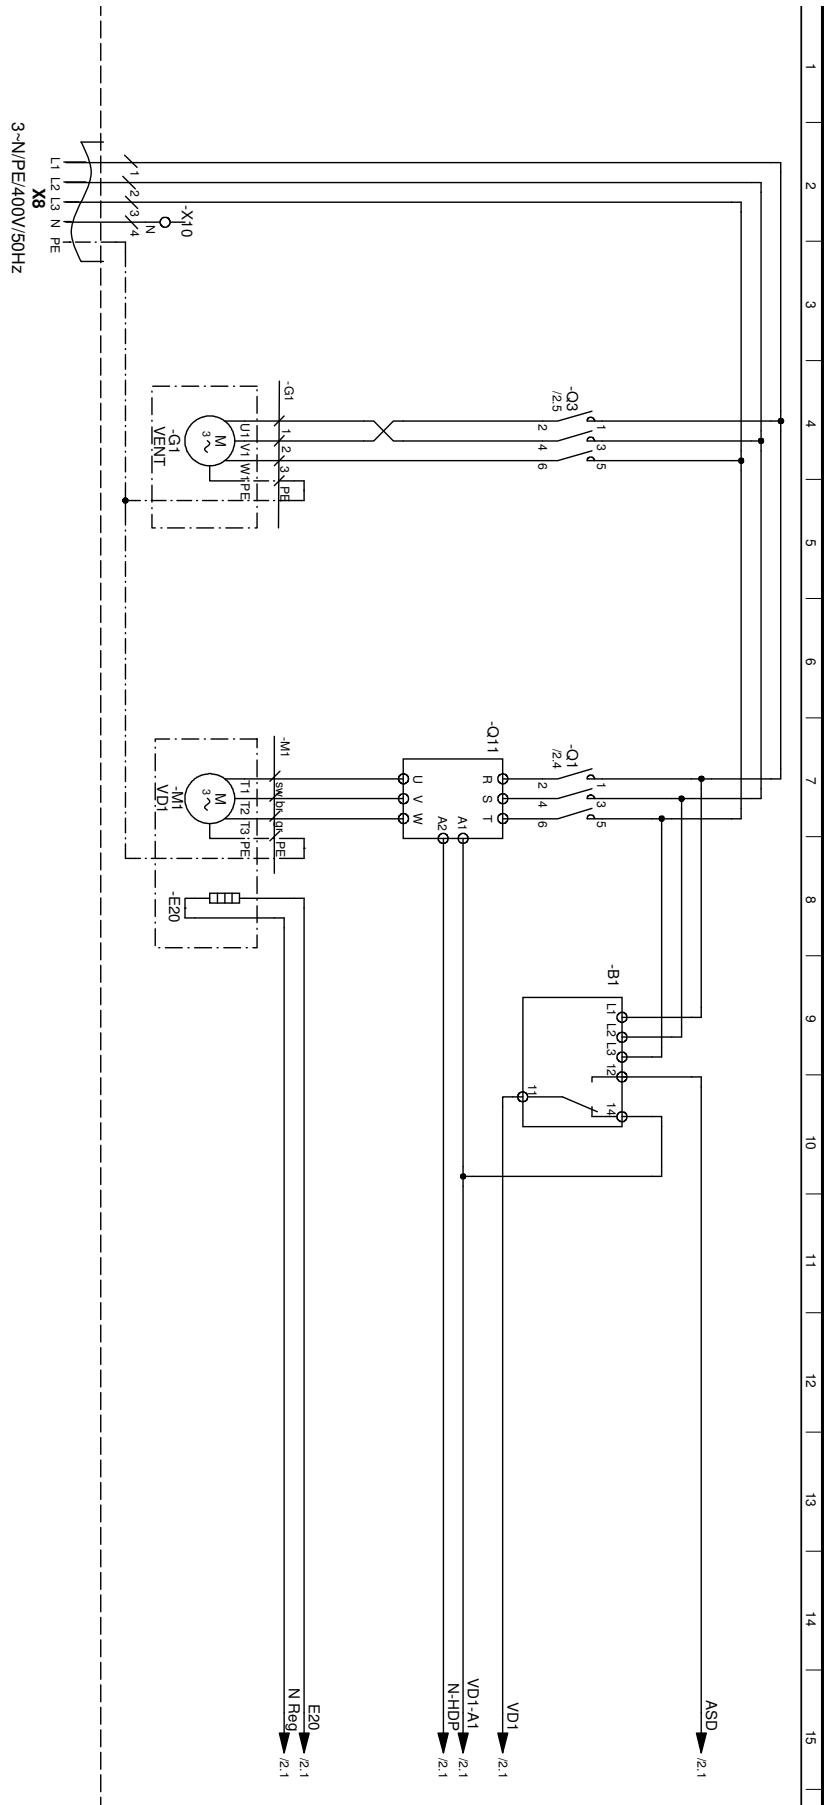 1
2
3
4
5
6
7
8
9
10
11
12
13
14
15
3~N/PE/400V/50Hz
X8
L1
L2
L3
N
PE
1
2
3
4
N
-X10
-G1
VENT
M
3~
U1
V1
W1
PE
-G1
1
2
3
PE
-Q3
/2.5
1
3
5
2
4
6
-M1
VD1
M
3~
T1
T2
T3
PE
-M1
sw
br
gr
PE
-Q11
U
V
W
R
S
T
A1
A2
-Q1
/2.4
1
3
5
2
4
6
-E20
-B1
L1
L2
L3
12
14
11
ASD
/2.1
VD1
/2.1
VD1-A1
/2.1
N-HDP
/2.1
E20
/2.1
N Reg
/2.1